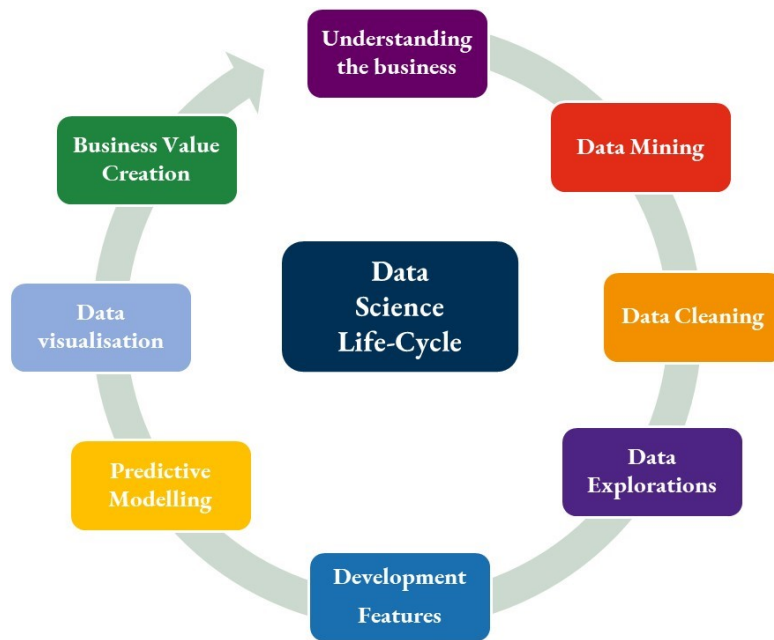 Understanding
the business
Data Mining
Data Cleaning
Data
Explorations
Development
Features
Predictive
Modelling
Data
visualisation
Business Value
Creation
Data
Science
Life-Cycle